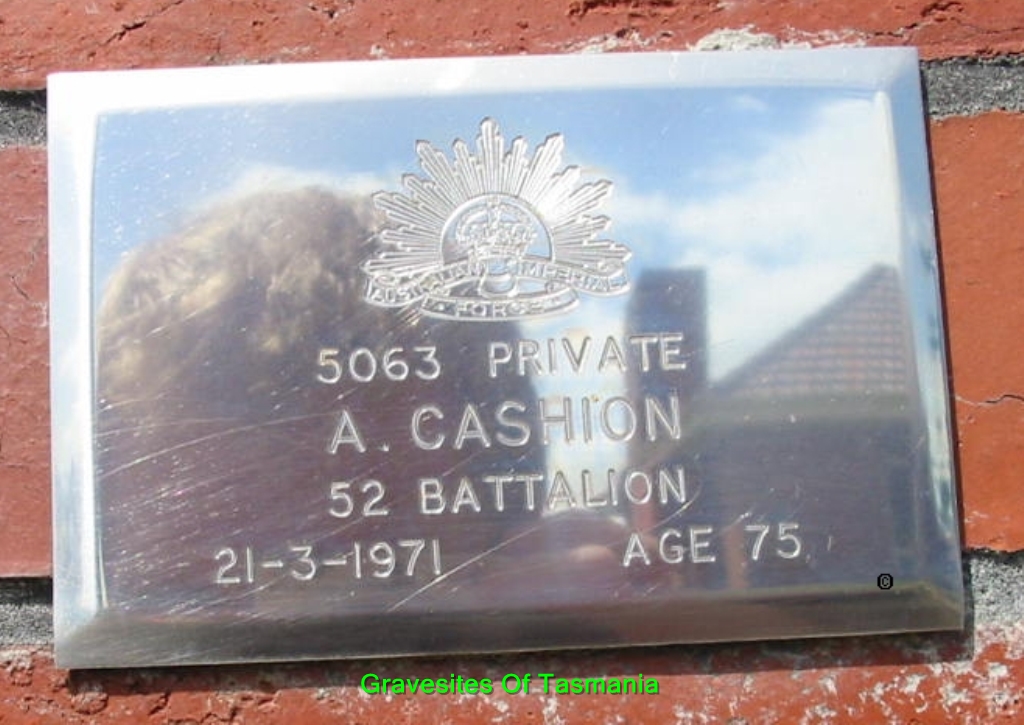 AUSTRALIAN IMPERIAL
FORCE
5063 PRIVATE
A. CASHION
52 BATTALION
21-3-1971 AGE 75
©
Gravesites Of Tasmania